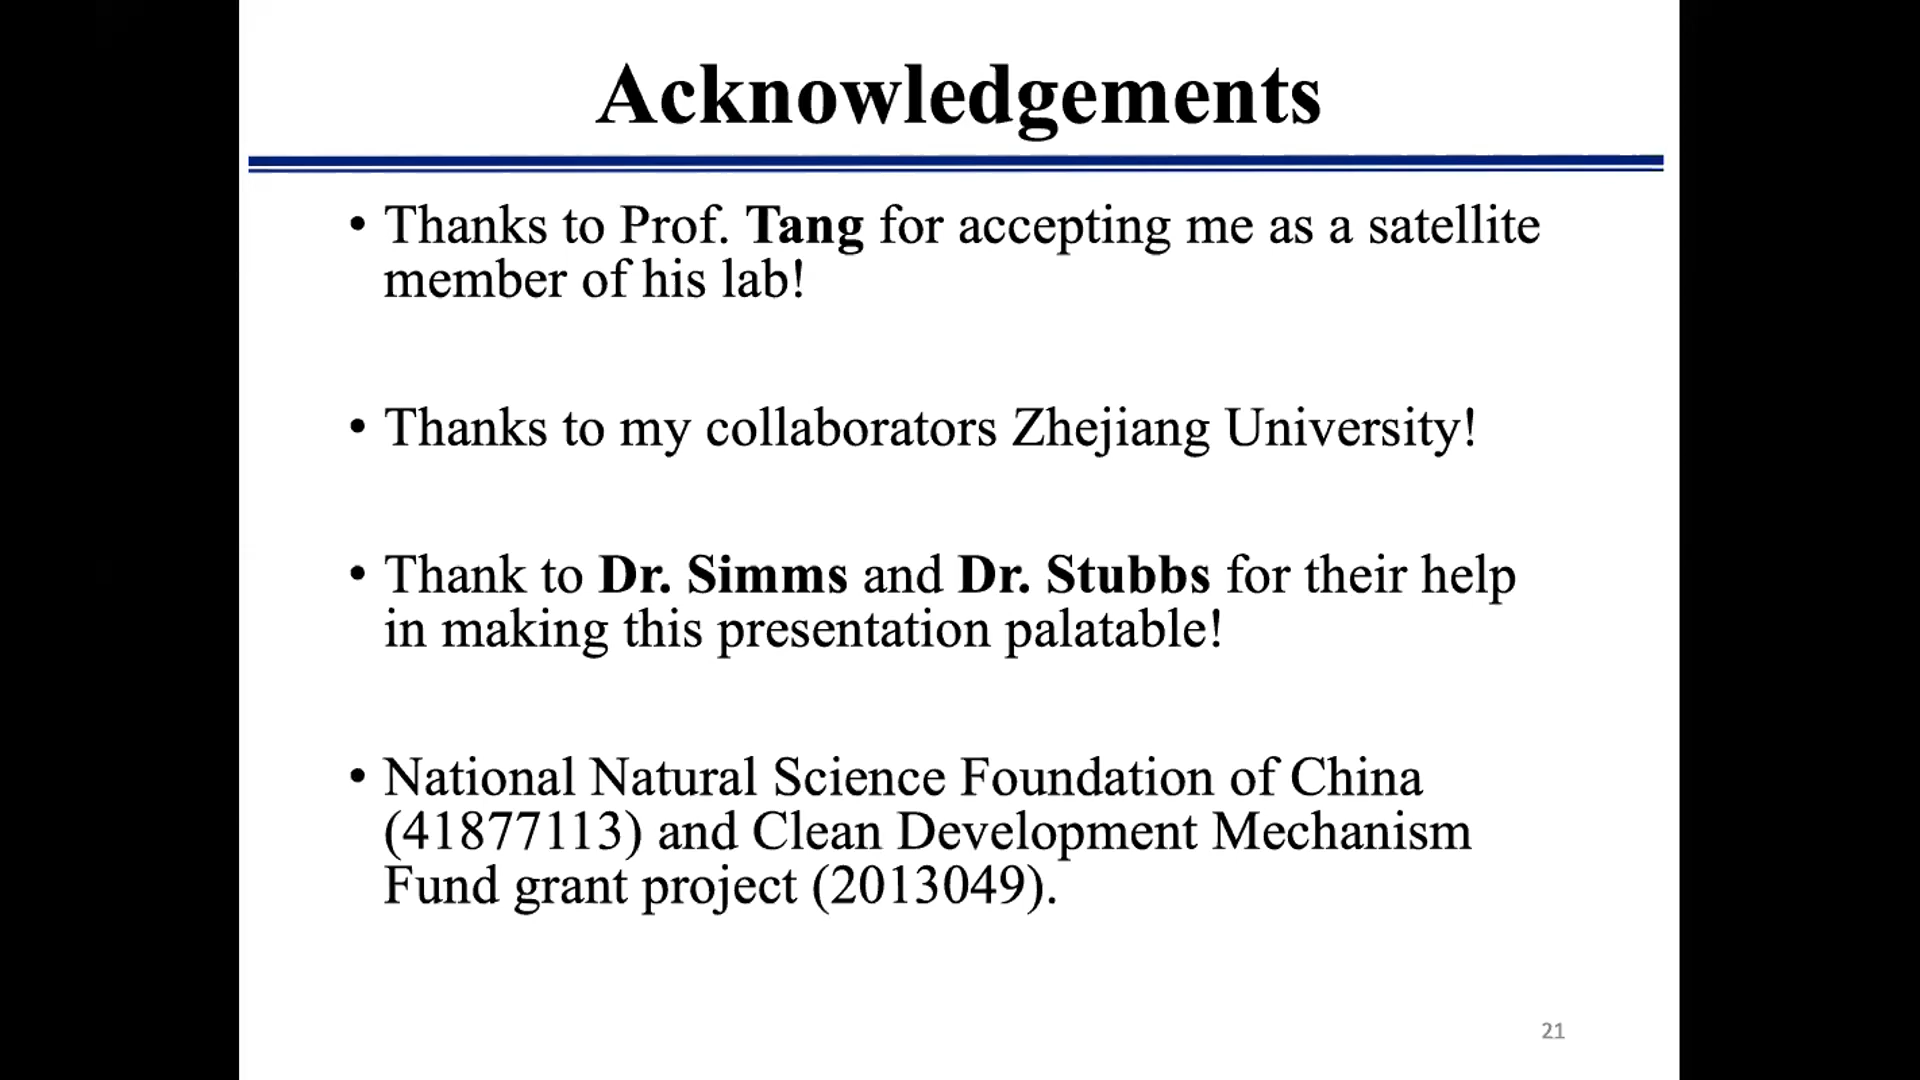 Acknowledgements
• Thanks to Prof. Tang for accepting me as a satellite
member of his lab!
• Thanks to my collaborators Zhejiang University!
• Thank to Dr. Simms and Dr. Stubbs for their help
in making this presentation palatable!
• National Natural Science Foundation of China
(41877113) and Clean Development Mechanism
Fund grant project (2013049).
21